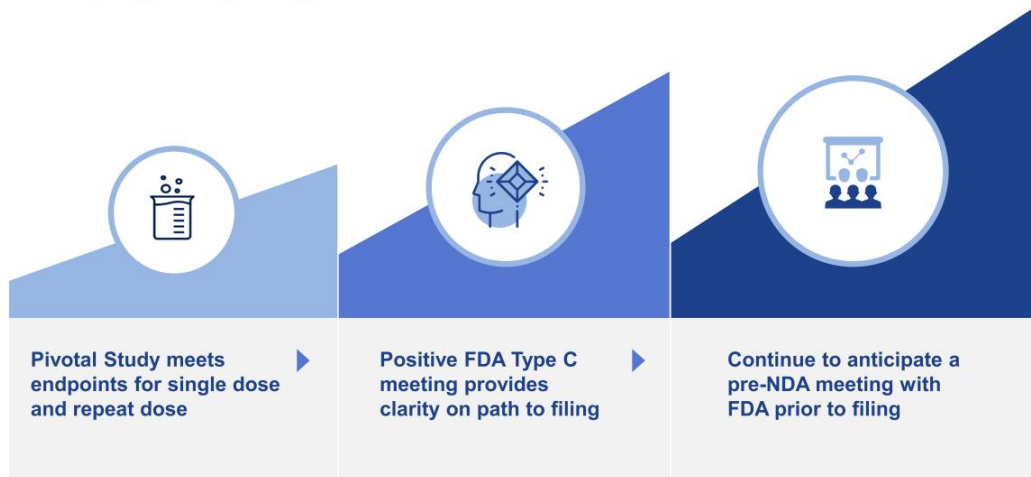 Pivotal Study meets
endpoints for single dose
and repeat dose
Positive FDA Type C
meeting provides
clarity on path to filing
Continue to anticipate a
pre-NDA meeting with
FDA prior to filing